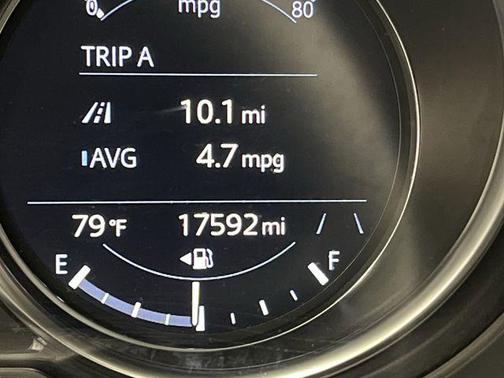 mpg
0 80
TRIP A
10.1 mi
AVG 4.7 mpg
79°F 17592 mi
E F